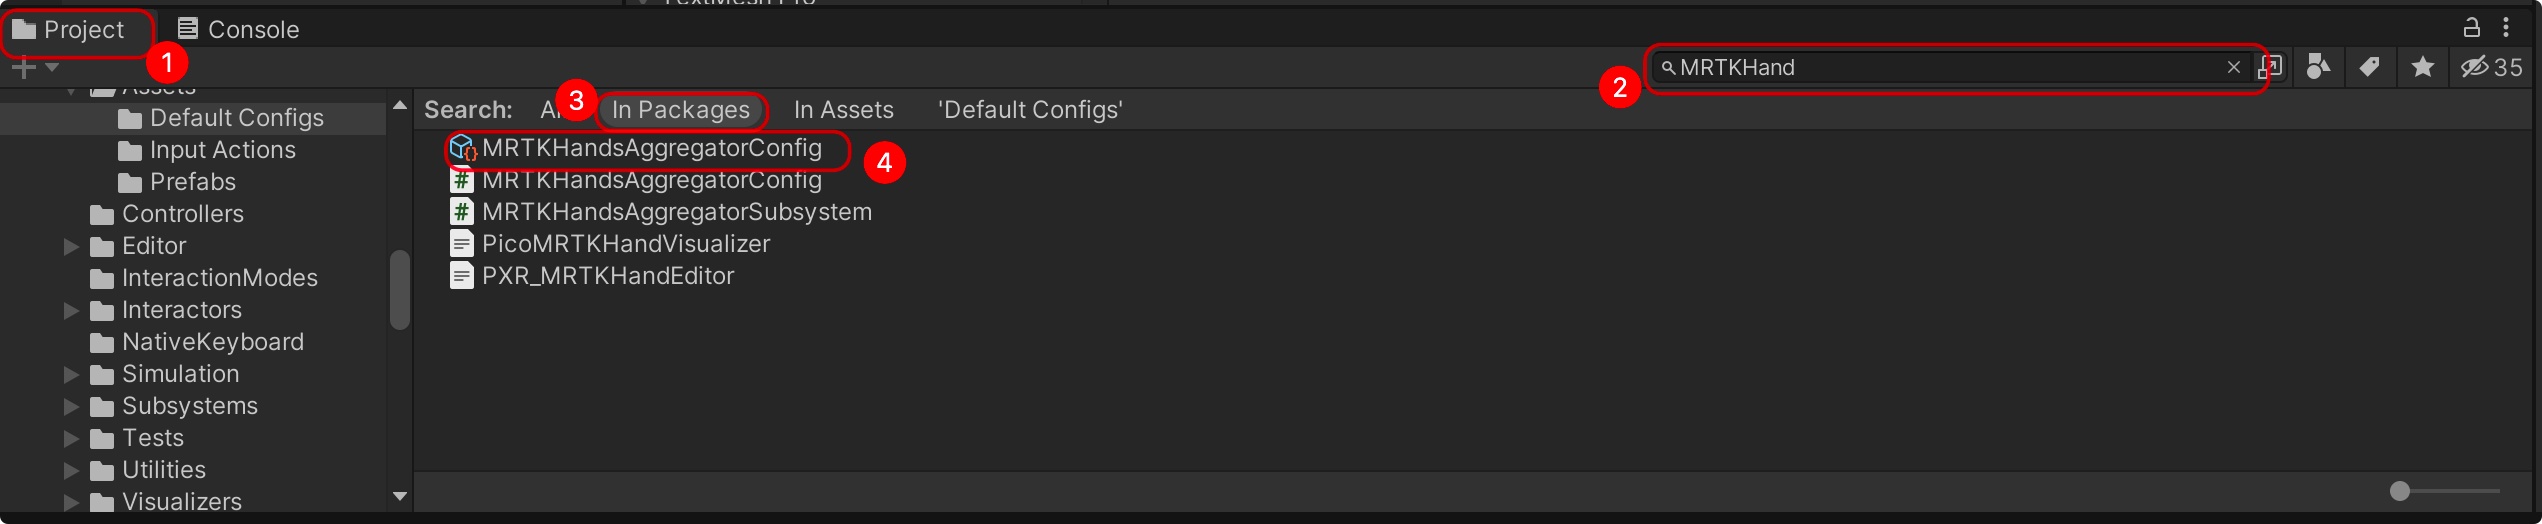 Project
Console
1
MRTKHand
35
2
Assets
Search:
3
In Packages
In Assets
'Default Configs'
Default Configs
MRTKHandsAggregatorConfig
4
Input Actions
MRTKHandsAggregatorConfig
Prefabs
MRTKHandsAggregatorSubsystem
Controllers
PicoMRTKHandVisualizer
Editor
PXR_MRTKHandEditor
InteractionModes
Interactors
NativeKeyboard
Simulation
Subsystems
Tests
Utilities
Visualizers